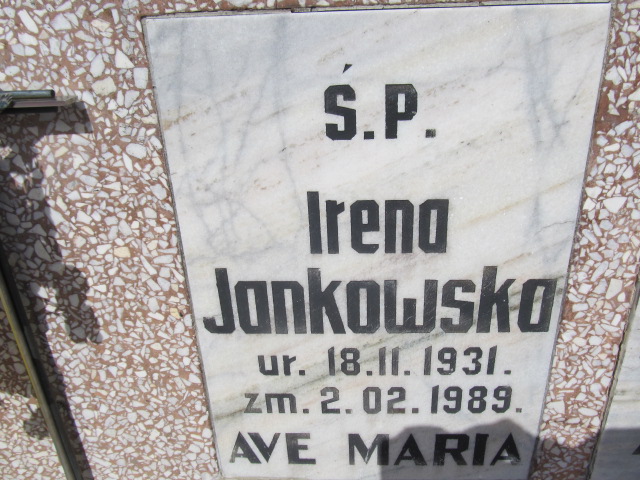 Ś.P.
Irena
Jankowska
ur. 18.11.1931.
zm. 2.02.1989.
AVE MARIA